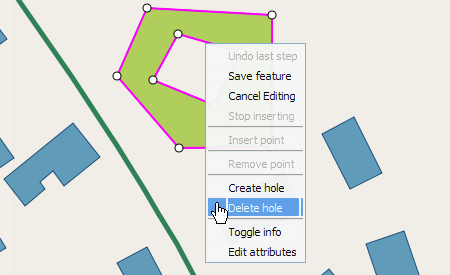 Undo last step
Save feature
Cancel Editing
Stop inserting
Insert point
Remove point
Create hole
Delete hole
Toggle info
Edit attributes